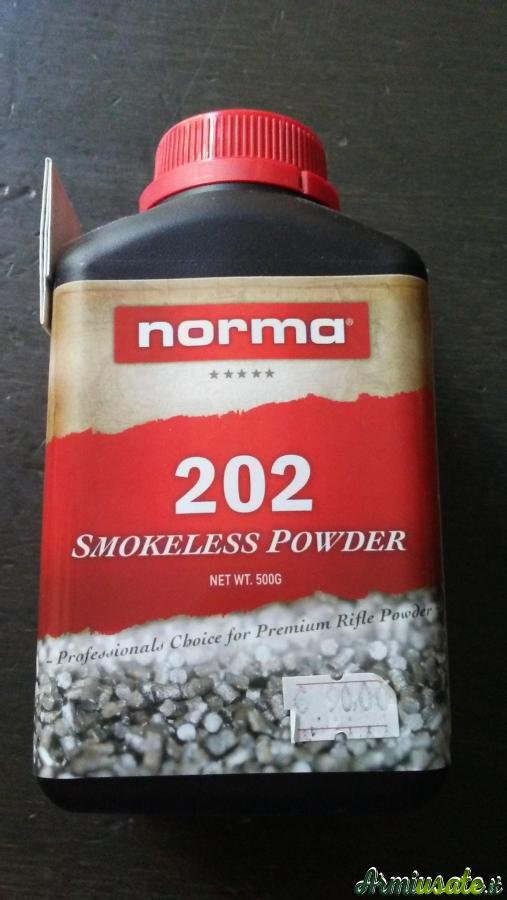 norma®
202
SMOKELESS POWDER
NET WT. 500G
- Professionals Choice for Premium Rifle Powder
Armiusate.it